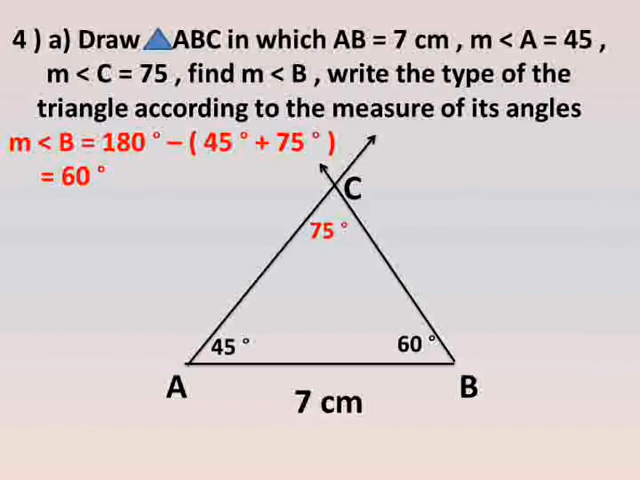 4 ) a) Draw ABC in which AB = 7 cm , m < A = 45 ,
m < C = 75 , find m < B , write the type of the
triangle according to the measure of its angles
m < B = 180 ° – ( 45 ° + 75 ° )
= 60 °
C
75 °
45 ° 60 °
A B
7 cm